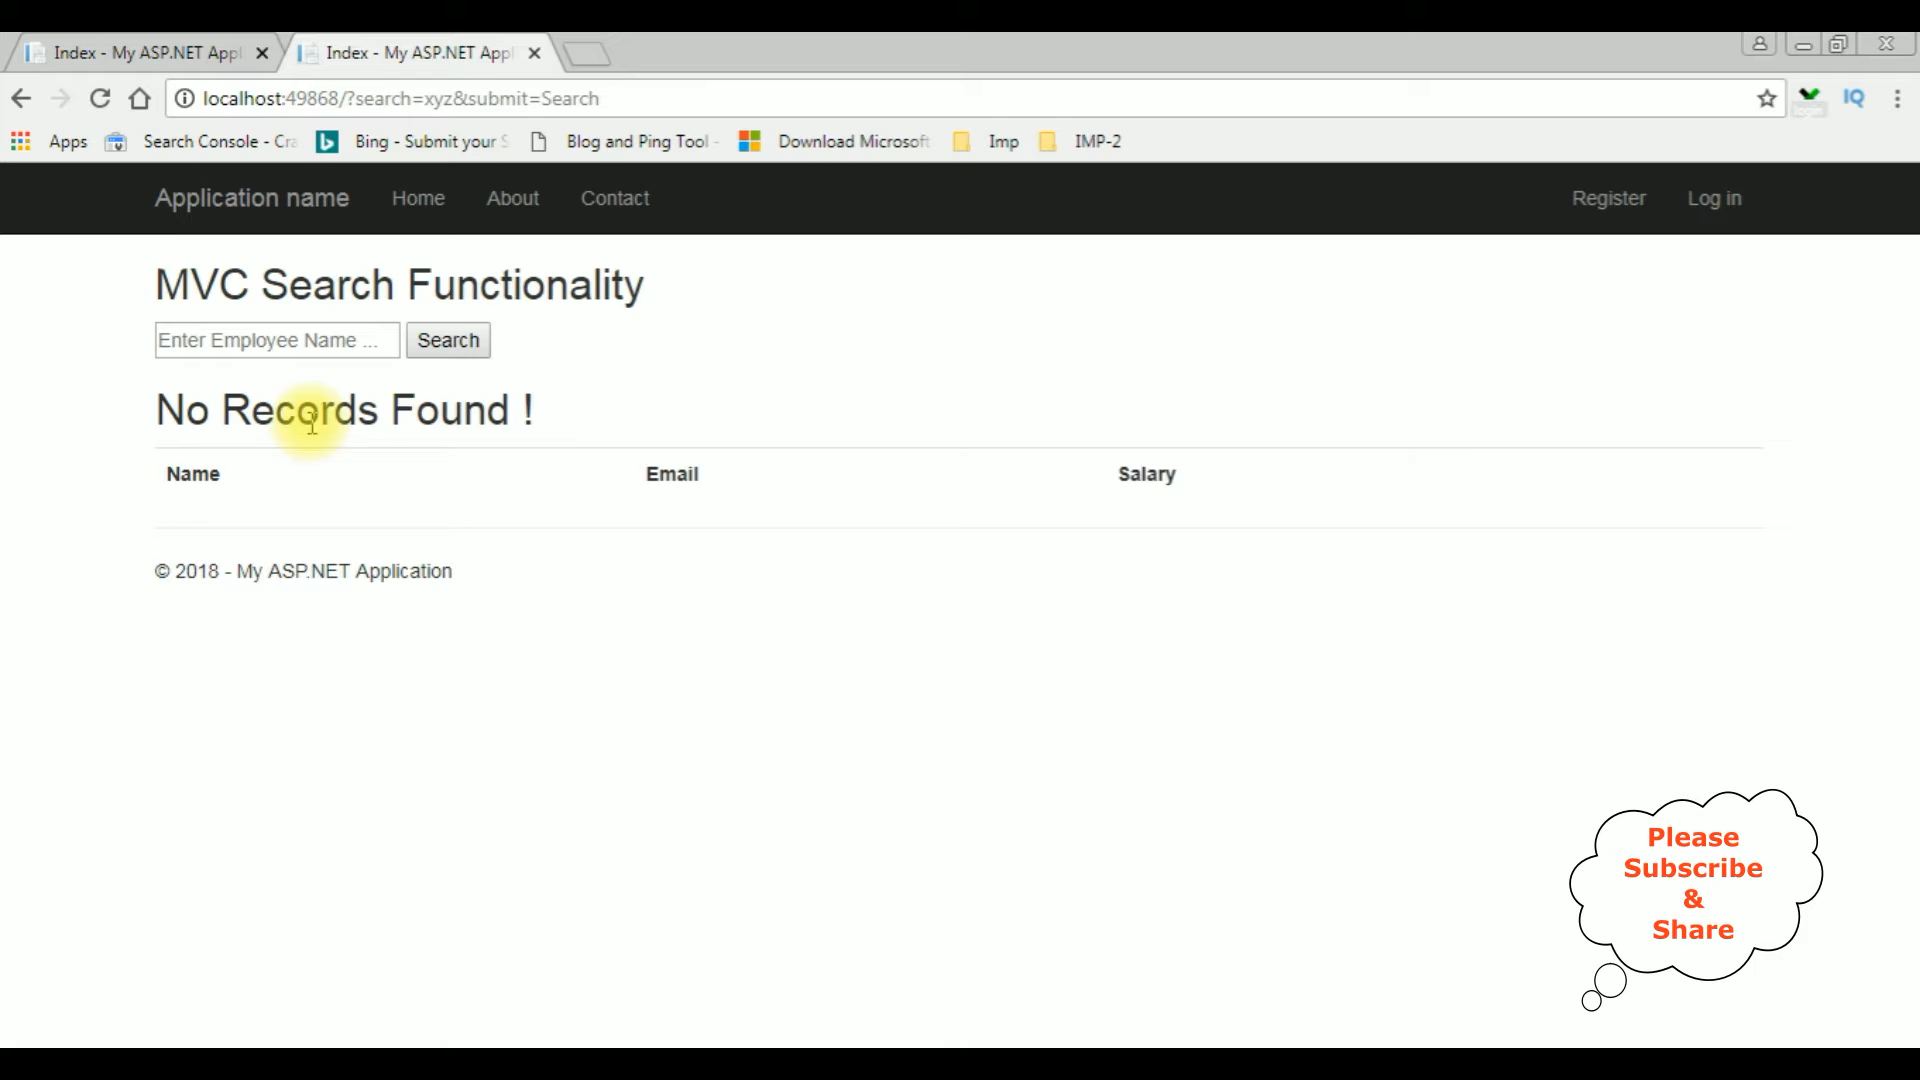 Index - My ASP.NET Appl
Index - My ASP.NET Appl
localhost:49868/?search=xyz&submit=Search
IQ
Apps
Search Console - Cra
Bing - Submit your S
Blog and Ping Tool -
Download Microsoft
Imp
IMP-2
Application name
Home
About
Contact
Register
Log in
MVC Search Functionality
Enter Employee Name ...
Search
No Records Found !
Name
Email
Salary
© 2018 - My ASP.NET Application
Please
Subscribe
&
Share